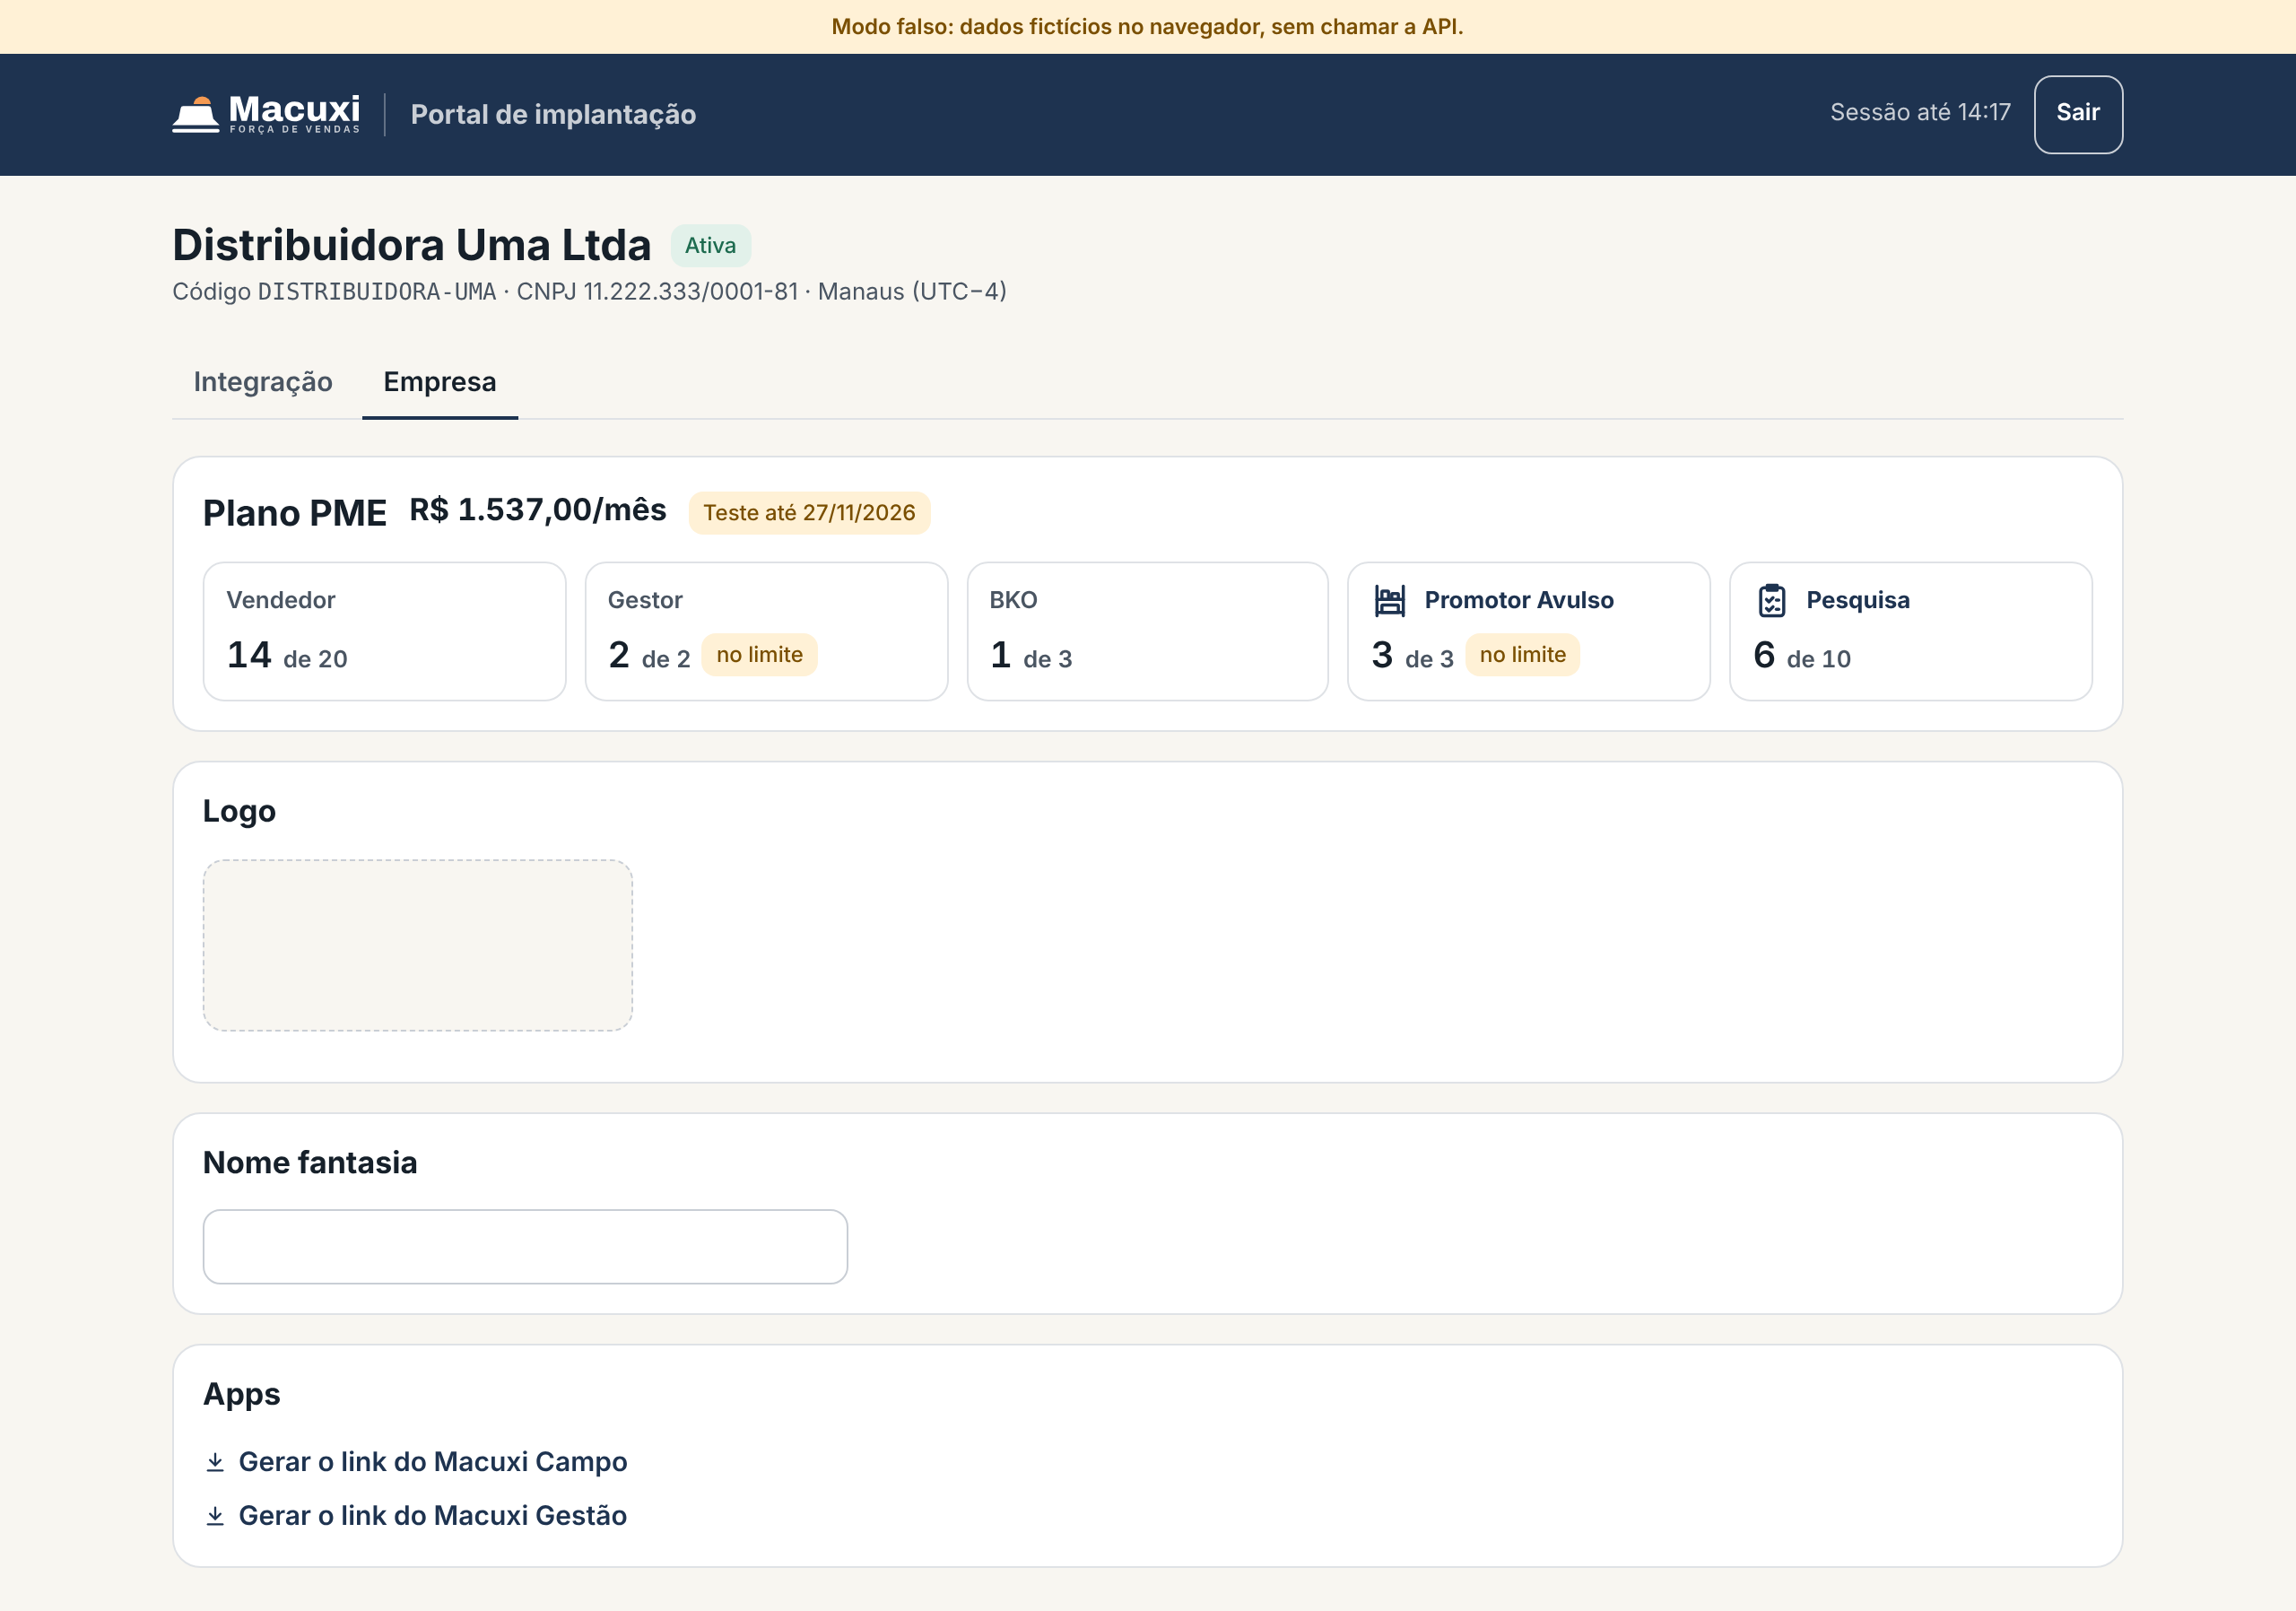 Modo falso: dados fictícios no navegador, sem chamar a API.
Macuxi
FORÇA DE VENDAS
Portal de implantação
Sessão até 14:17
Sair
Distribuidora Uma Ltda
Ativa
Código DISTRIBUIDORA-UMA · CNPJ 11.222.333/0001-81 · Manaus (UTC−4)
Integração
Empresa
Plano PME
R$ 1.537,00/mês
Teste até 27/11/2026
Vendedor
14 de 20
Gestor
2 de 2
no limite
BKO
1 de 3
Promotor Avulso
3 de 3
no limite
Pesquisa
6 de 10
Logo
Nome fantasia
Apps
Gerar o link do Macuxi Campo
Gerar o link do Macuxi Gestão